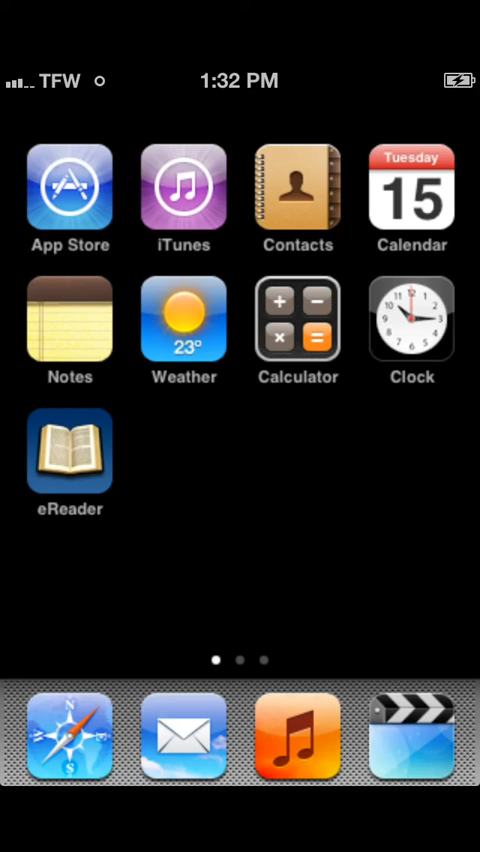 TFW 1:32 PM
Tuesday
15
App Store iTunes Contacts Calendar
23°
Notes Weather Calculator Clock
eReader
N
W E
S